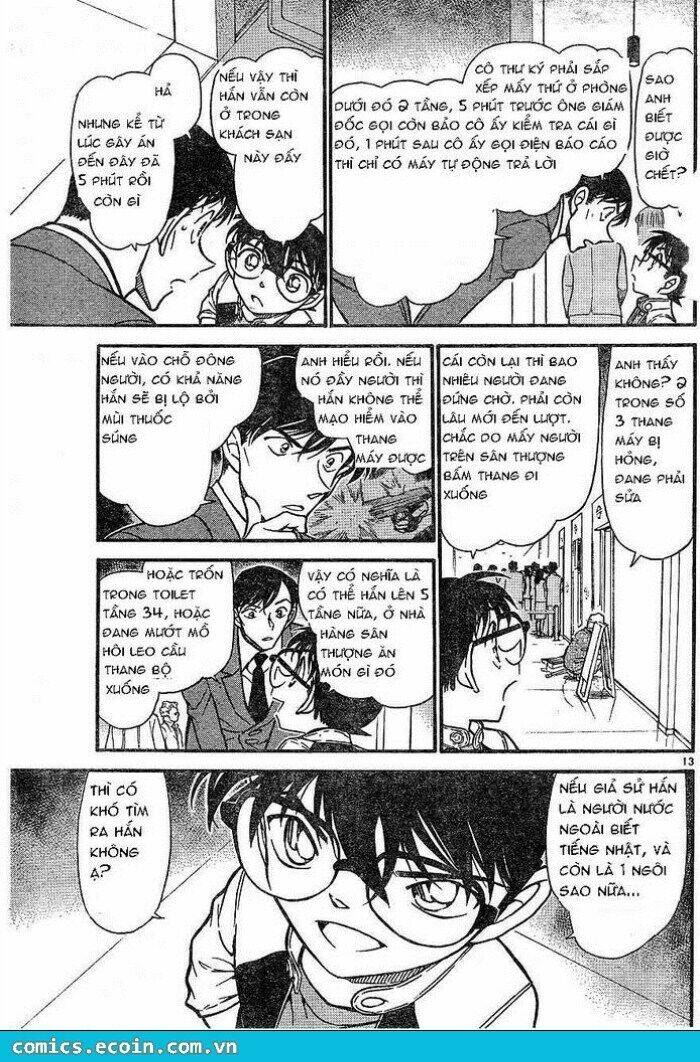 SAO
ANH
BIẾT
ĐƯỢC
GIỜ
CHẾT?
CÔ THƯ KÝ PHẢI SẮP
XẾP MẤY THỨ Ở PHÒNG
DƯỚI ĐÓ 2 TẦNG, 5 PHÚT TRƯỚC ÔNG GIÁM
ĐỐC GỌI CÒN BẢO CÔ ẤY KIỂM TRA CÁI GÌ
ĐÓ, 1 PHÚT SAU CÔ ẤY GỌI ĐIỆN BÁO CÁO
THÌ CHỈ CÓ MÁY TỰ ĐỘNG TRẢ LỜI
NẾU VẬY THÌ
HẮN VẪN CÒN
Ở TRONG
KHÁCH SẠN
NÀY ĐẤY
HẢ
NHƯNG KỂ TỪ
LÚC GÂY ÁN
ĐẾN ĐÂY ĐÃ
5 PHÚT RỒI
CÒN GÌ
ANH THẤY
KHÔNG? 2
TRONG SỐ
3 THANG
MÁY BỊ
HỎNG,
ĐANG PHẢI
SỬA
CÁI CÒN LẠI THÌ BAO
NHIÊU NGƯỜI ĐANG
ĐỨNG CHỜ. PHẢI CÒN
LÂU MỚI ĐẾN LƯỢT.
CHẮC DO MẤY NGƯỜI
TRÊN SÂN THƯỢNG
BẤM THANG ĐI
XUỐNG
ANH HIỂU RỒI. NẾU
NÓ ĐẦY NGƯỜI THÌ
HẮN KHÔNG THỂ
MẠO HIỂM VÀO
THANG
MÁY ĐƯỢC
NẾU VÀO CHỖ ĐÔNG
NGƯỜI, CÓ KHẢ NĂNG
HẮN SẼ BỊ LỘ BỞI
MÙI THUỐC
SÚNG
VẬY CÓ NGHĨA LÀ
CÓ THỂ HẮN LÊN 5
TẦNG NỮA, Ở NHÀ
HÀNG SÂN
THƯỢNG ĂN
MÓN GÌ ĐÓ
HOẶC TRỐN
TRONG TOILET
TẦNG 34, HOẶC
ĐANG MƯỚT MỒ
HÔI LEO CẦU
THANG BỘ
XUỐNG
13
NẾU GIẢ SỬ HẮN
LÀ NGƯỜI NƯỚC
NGOÀI BIẾT
TIẾNG NHẬT, VÀ
CÒN LÀ 1 NGÔI
SAO NỮA...
THÌ CÓ
KHÓ TÌM
RA HẮN
KHÔNG
Ạ?
comics.ecoin.com.vn